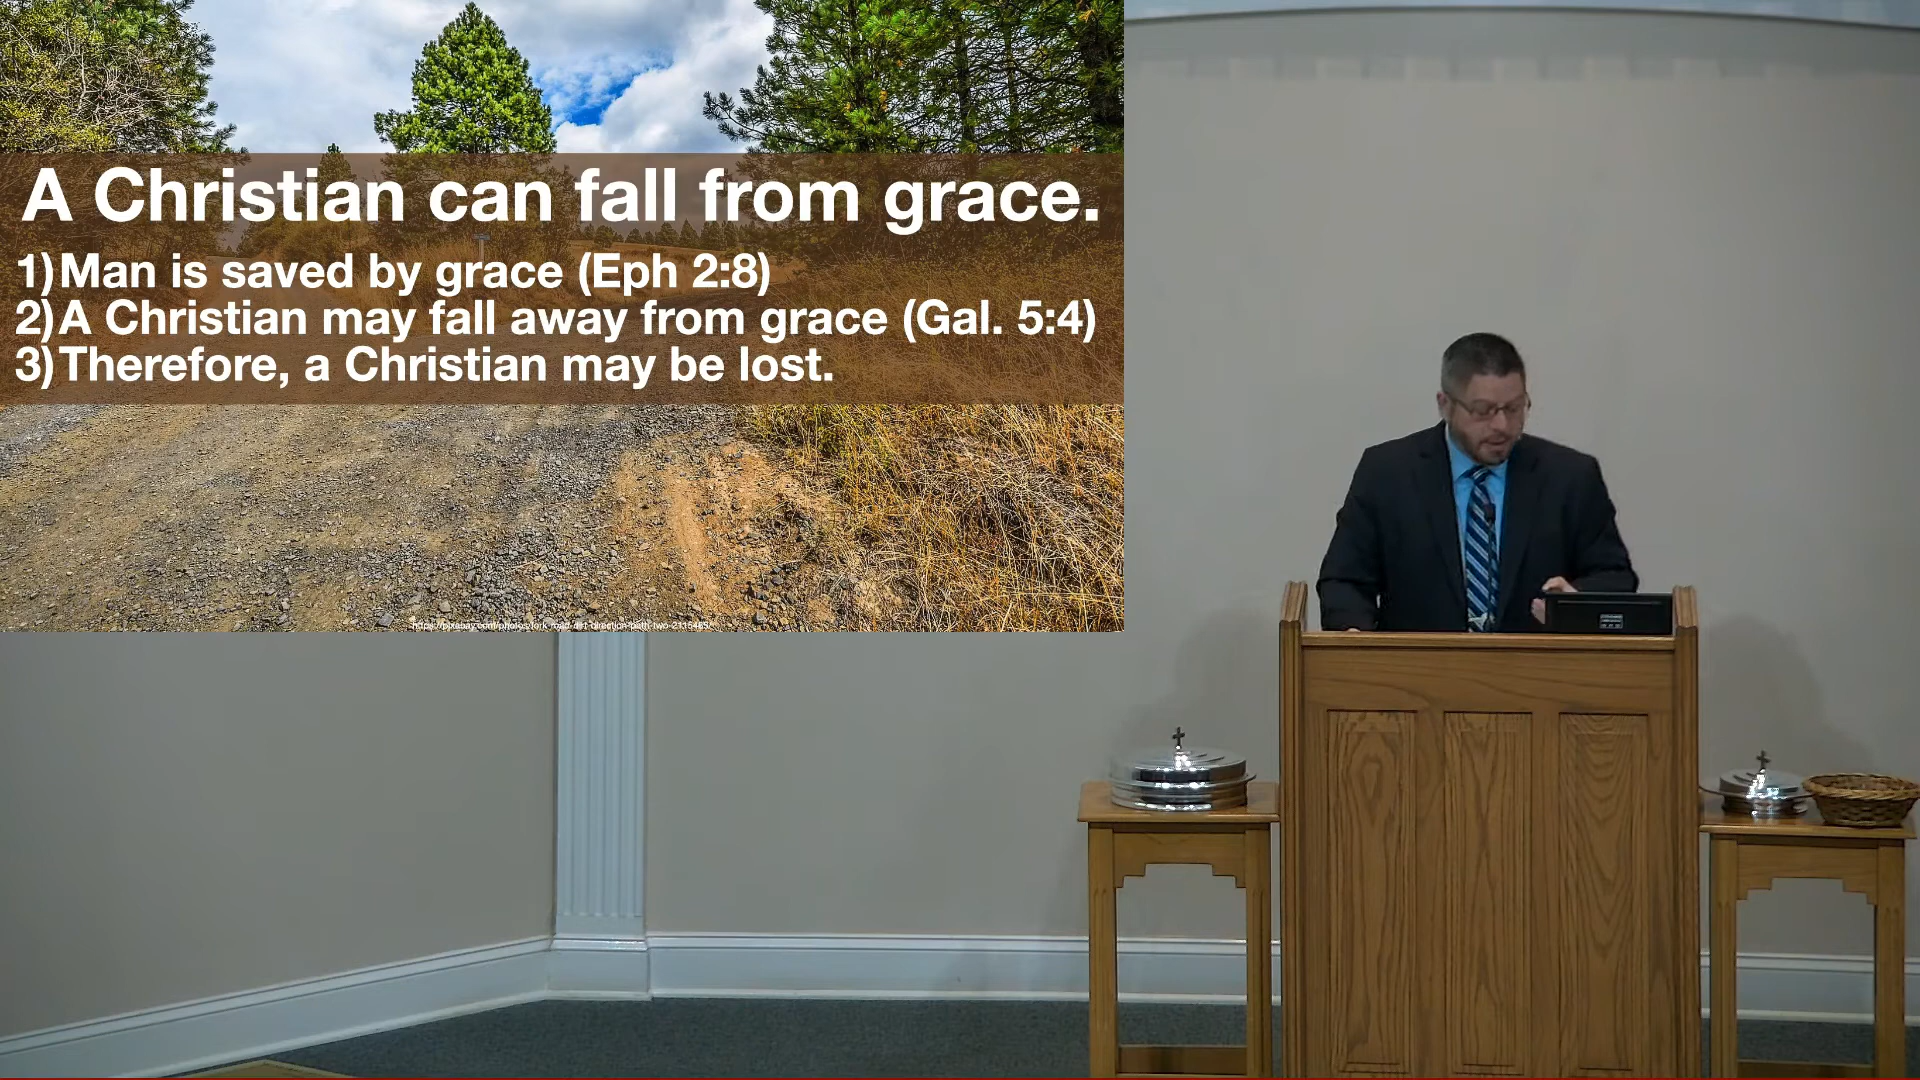 A Christian can fall from grace.
1) Man is saved by grace (Eph 2:8)
2) A Christian may fall away from grace (Gal. 5:4)
3) Therefore, a Christian may be lost.